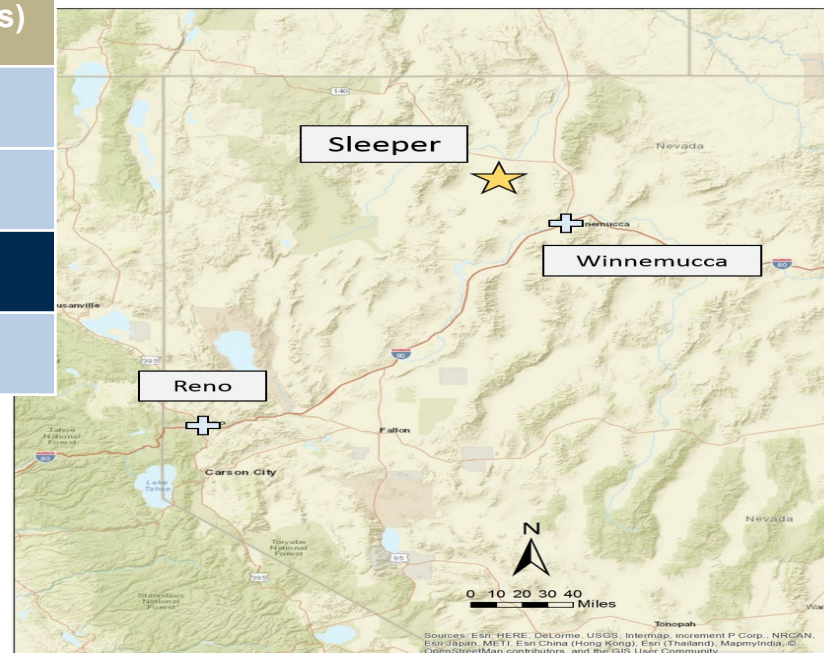 s)
140
Sleeper
Nevada
nemucca
Winnemucca
80
usanville
395
80
Reno
Tahoe
National
Forest
Fallon
80
Carson City
Lake
Tahoe
Nevada
N
Toiyabe
National
Forest
95
395
0 10 20 30 40
Miles
Stanislaus
National
Forest
Tonopah
Sources: Esri, HERE, DeLorme, USGS, Intermap, increment P Corp., NRCAN,
Esri Japan, METI, Esri China (Hong Kong), Esri (Thailand), MapmyIndia, ©
OpenStreetMap contributors, and the GIS User Community